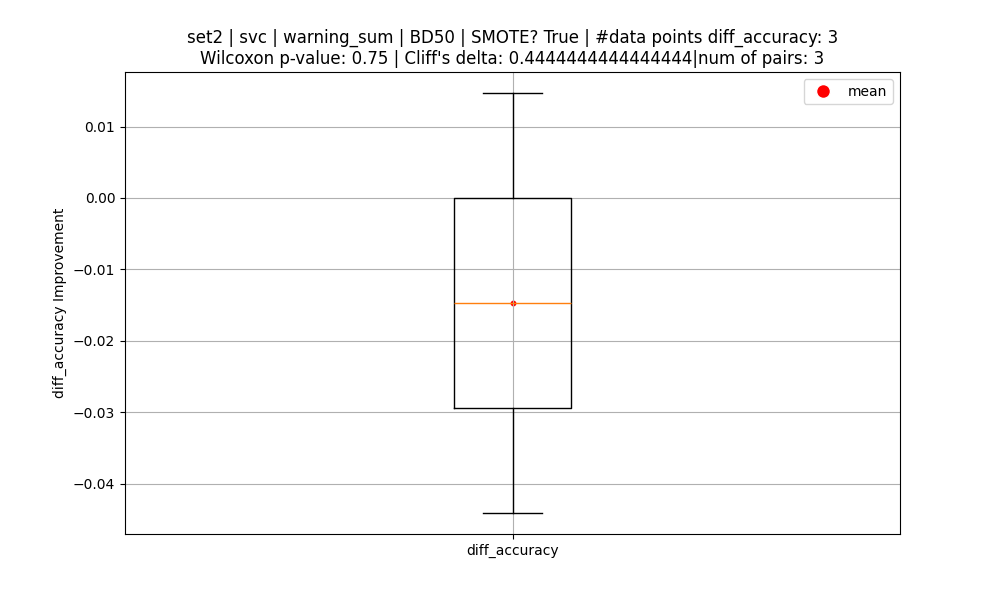 set2 | svc | warning_sum | BD50 | SMOTE? True | #data points diff_accuracy: 3
Wilcoxon p-value: 0.75 | Cliff's delta: 0.4444444444444444|num of pairs: 3
mean
0.01
0.00
−0.01
−0.02
−0.03
−0.04
diff_accuracy Improvement
diff_accuracy